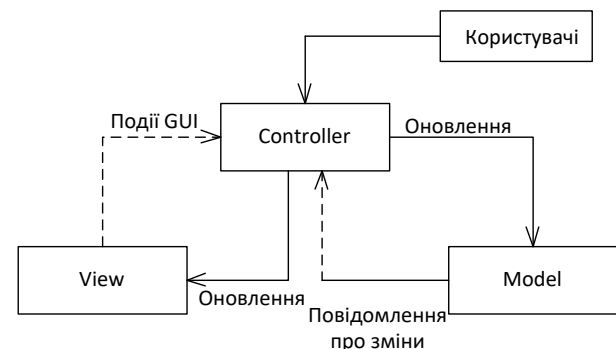 Користувачі
Події GUI
Controller
Оновлення
View
Оновлення
Model
Повідомлення
про зміни